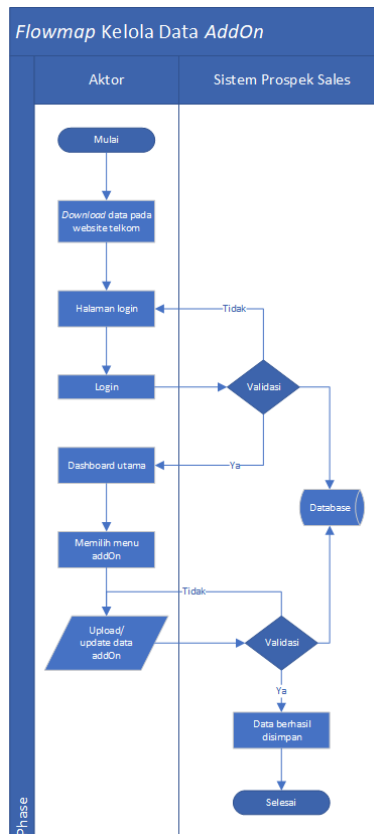 Flowmap Kelola Data AddOn
Aktor
Sistem Prospek Sales
Mulai
Download data pada
website telkom
Halaman login
Tidak
Login
Validasi
Dashboard utama
Ya
Database
Memilih menu
addOn
Tidak
Upload/
update data
addOn
Validasi
Ya
Data berhasil
disimpan
Selesai
Phase